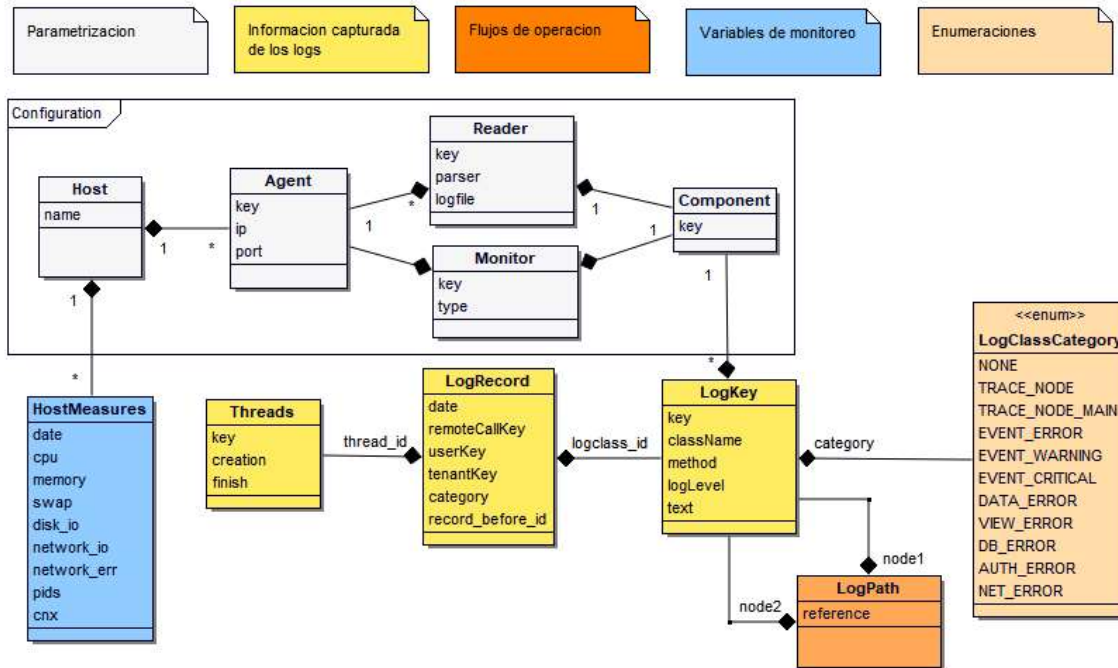 Parametrizacion
Informacion capturada
de los logs
Flujos de operacion
Variables de monitoreo
Enumeraciones
Configuration
Host
name
Agent
key
ip
port
Reader
key
parser
logfile
Monitor
key
type
Component
key
1
*
1
*
1
1
1
1
*
1
*
HostMeasures
date
cpu
memory
swap
disk_io
network_io
network_err
pids
cnx
Threads
key
creation
finish
thread_id
LogRecord
date
remoteCallKey
userKey
tenantKey
category
record_before_id
logclass_id
LogKey
key
className
method
logLevel
text
category
node1
node2
LogPath
reference
<<enum>>
LogClassCategory
NONE
TRACE_NODE
TRACE_NODE_MAIN
EVENT_ERROR
EVENT_WARNING
EVENT_CRITICAL
DATA_ERROR
VIEW_ERROR
DB_ERROR
AUTH_ERROR
NET_ERROR